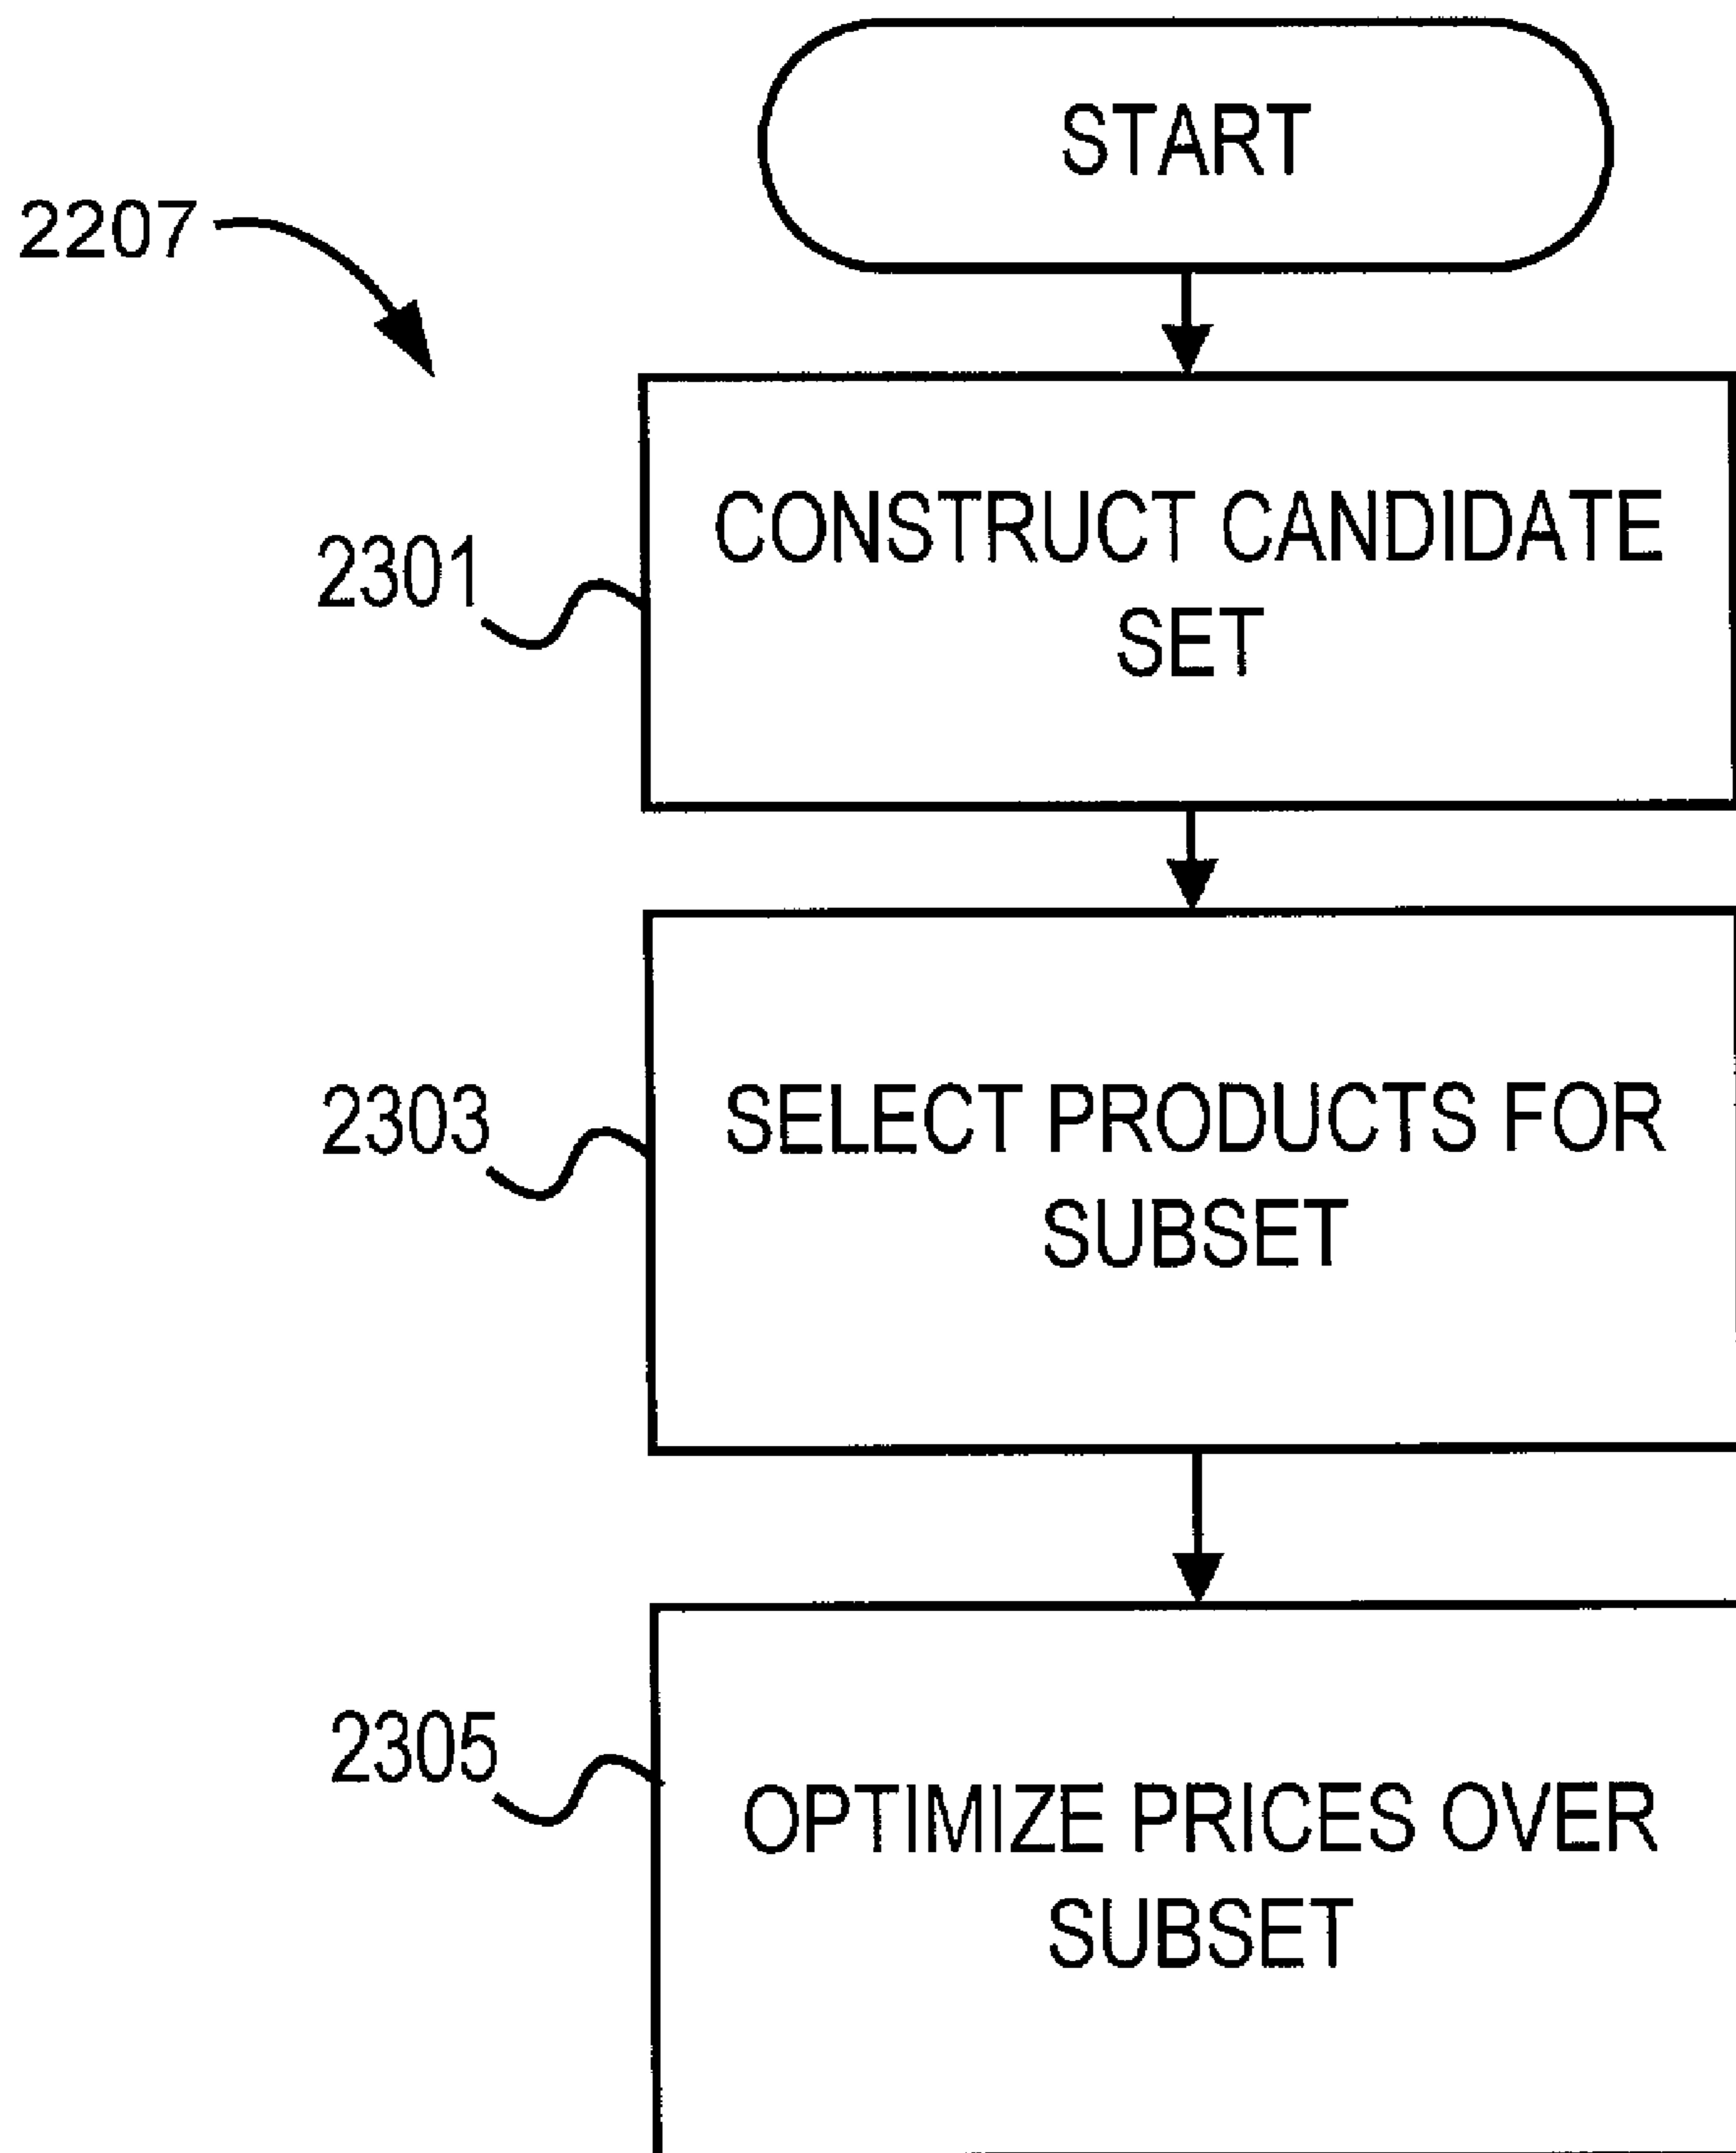 START
2207
CONSTRUCT CANDIDATE
SET
2301
SELECT PRODUCTS FOR
SUBSET
2303
OPTIMIZE PRICES OVER
SUBSET
2305